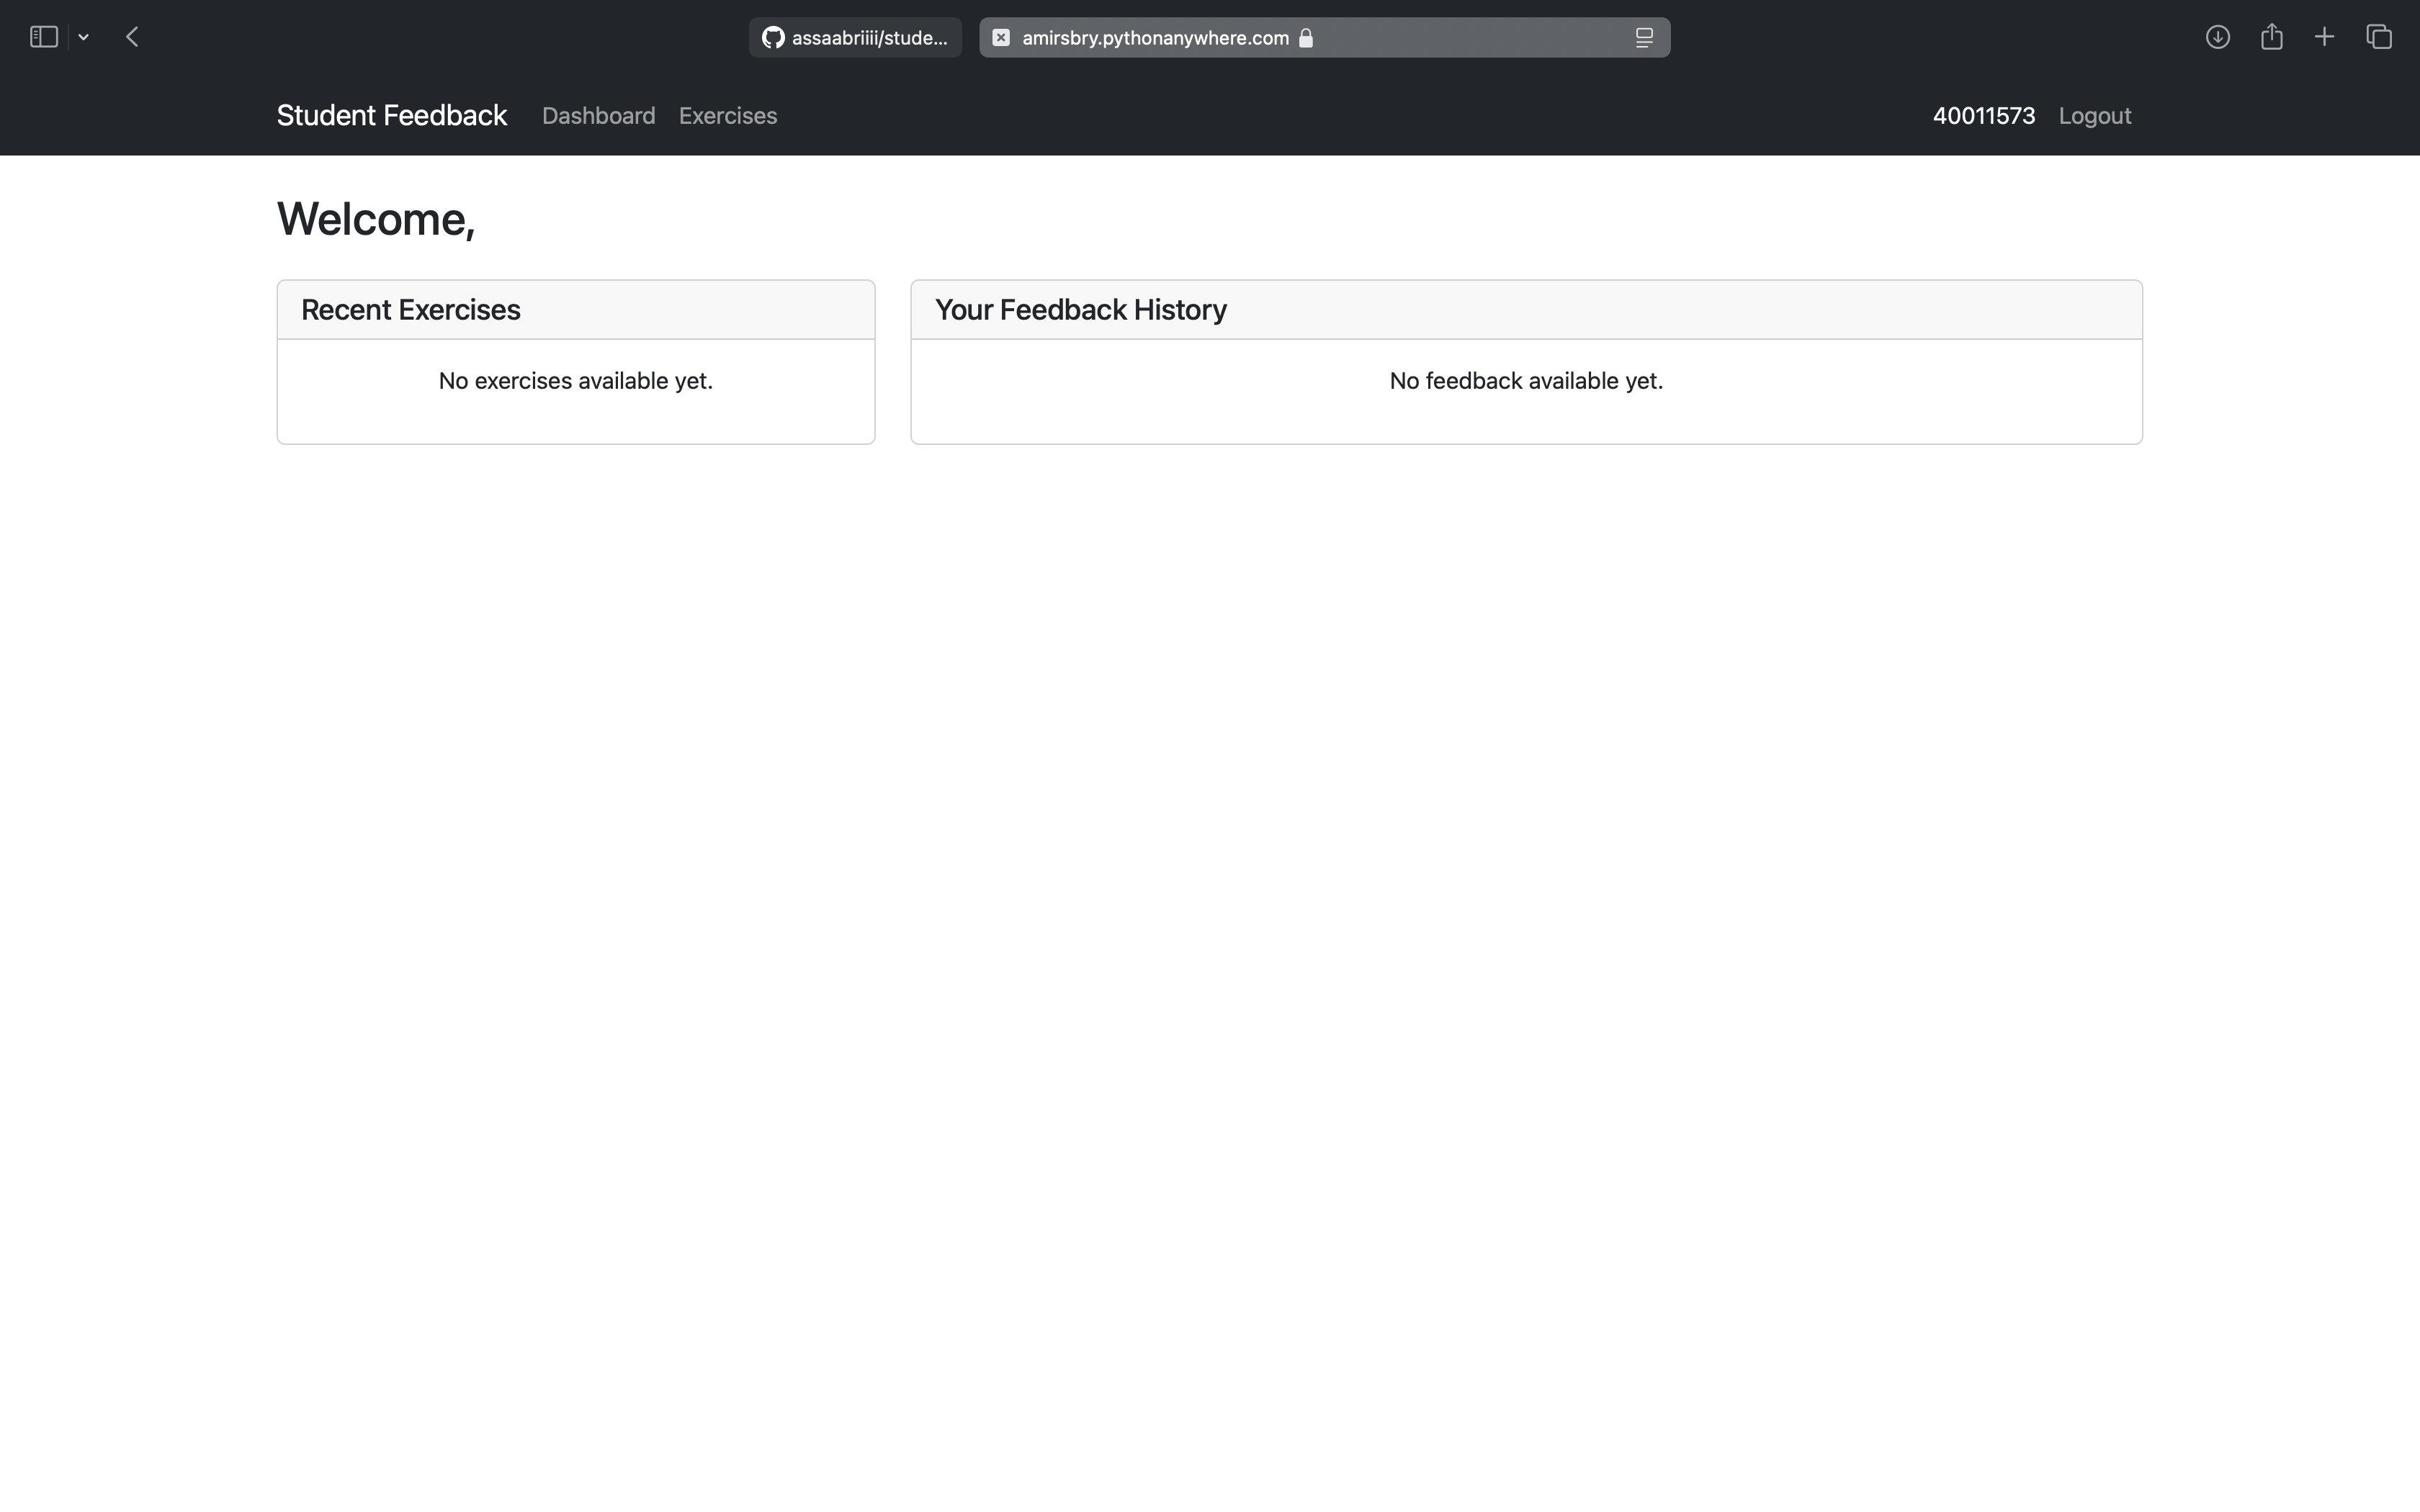 assaabriiii/stude...
amirsbry.pythonanywhere.com
Student Feedback Dashboard Exercises 40011573 Logout
Welcome,
Recent Exercises
No exercises available yet.
Your Feedback History
No feedback available yet.